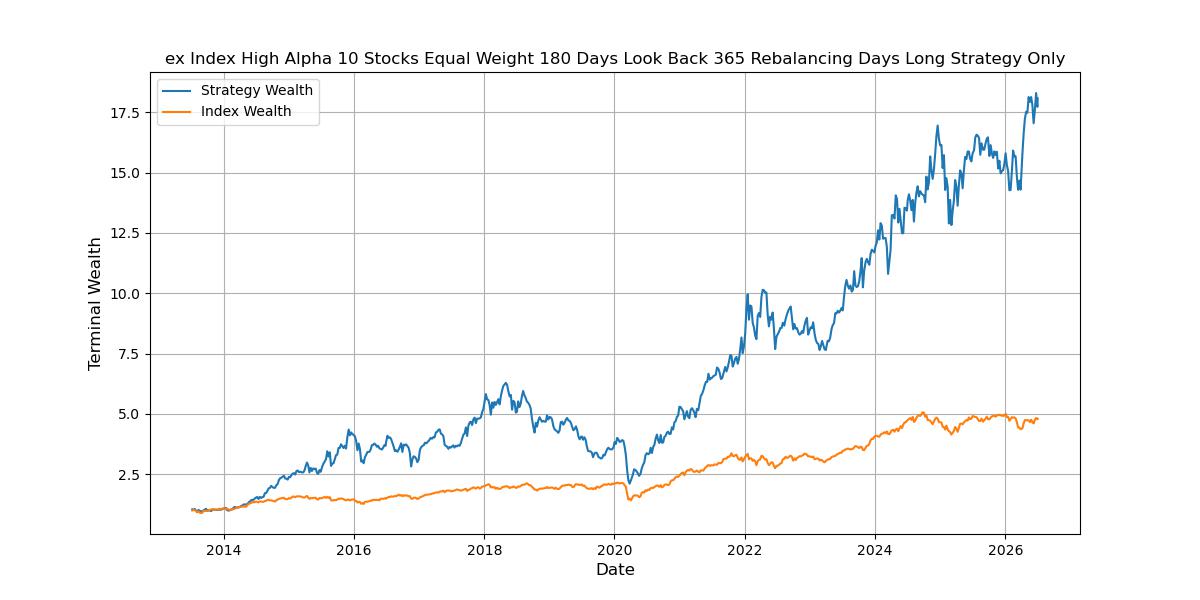 ex Index High Alpha 10 Stocks Equal Weight 180 Days Look Back 365 Rebalancing Days Long Strategy Only
Strategy Wealth
Index Wealth
17.5
15.0
12.5
10.0
7.5
5.0
2.5
Terminal Wealth
2014 2016 2018 2020 2022 2024 2026
Date